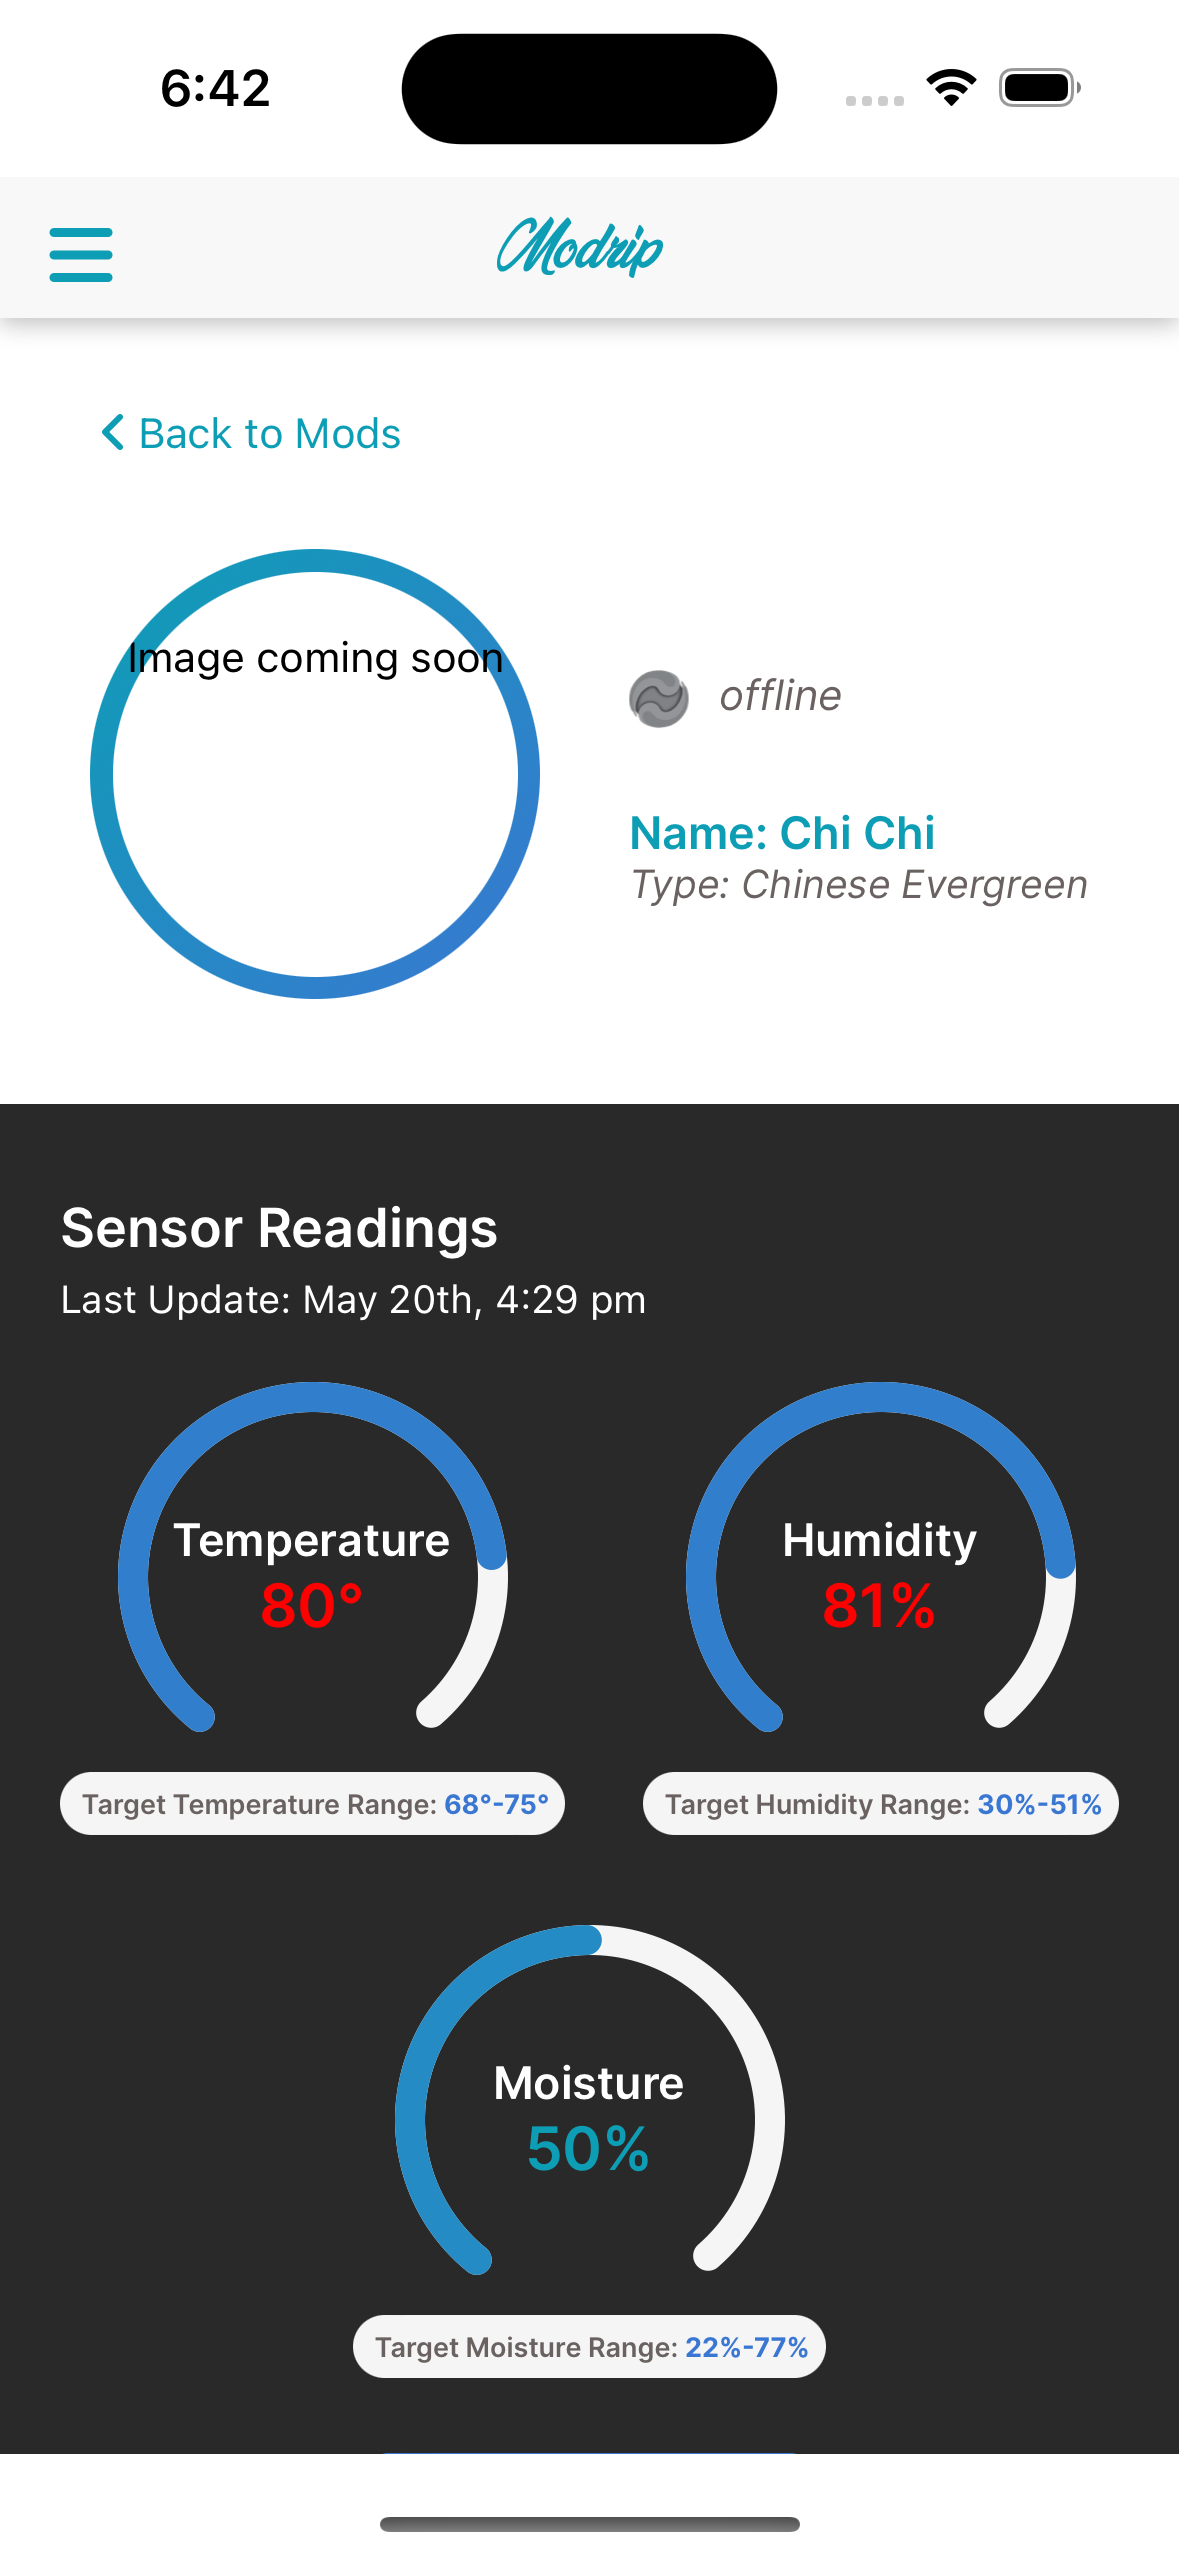 6:42
Modrip
Back to Mods
Image coming soon
offline
Name: Chi Chi
Type: Chinese Evergreen
Sensor Readings
Last Update: May 20th, 4:29 pm
Temperature
80°
Humidity
81%
Target Temperature Range: 68°-75°
Target Humidity Range: 30%-51%
Moisture
50%
Target Moisture Range: 22%-77%